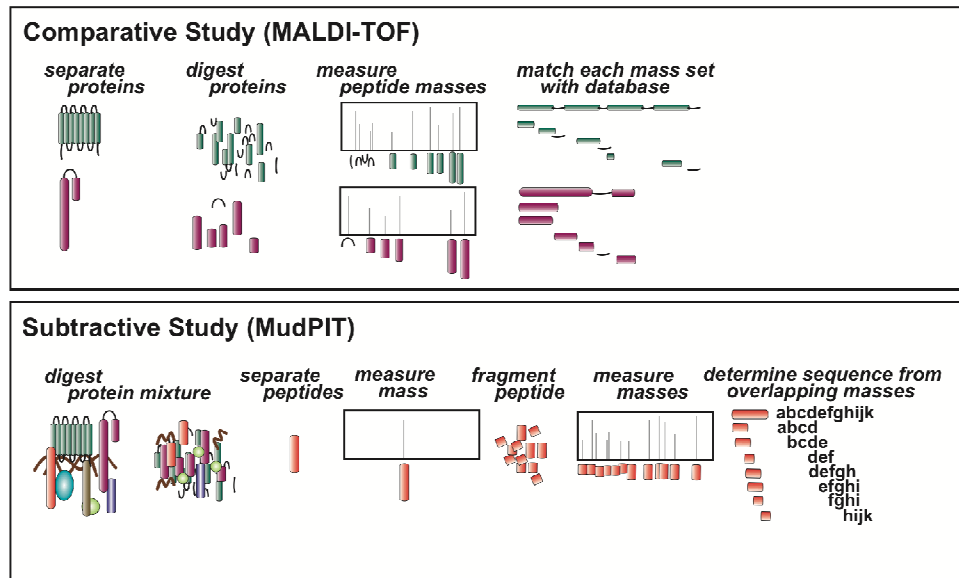 Comparative Study (MALDI-TOF)
separate
proteins
digest
proteins
measure
peptide masses
match each mass set
with database
Subtractive Study (MudPIT)
digest
protein mixture
separate
peptides
measure
mass
fragment
peptide
measure
masses
determine sequence from
overlapping masses
abcdefghijk
abcd
bcde
def
defgh
efghi
fghi
hijk